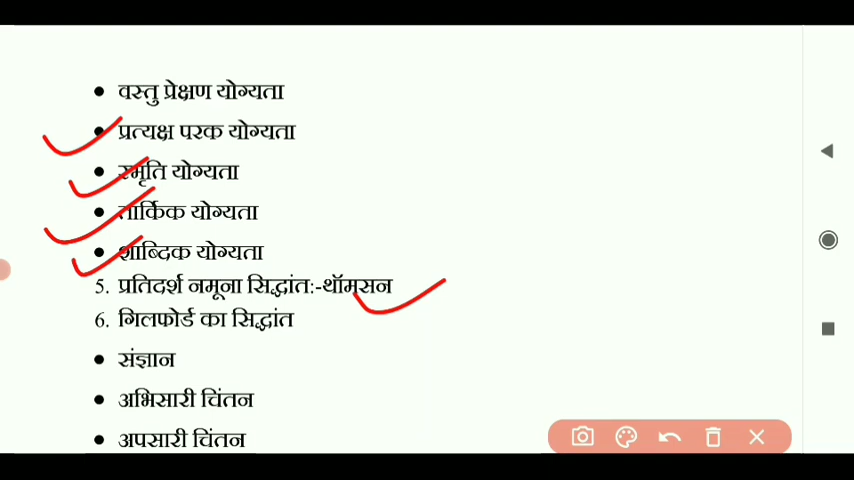 • वस्तु प्रेक्षण योग्यता
• प्रत्यक्ष परक योग्यता
• स्मृति योग्यता
• तार्किक योग्यता
• शाब्दिक योग्यता
5. प्रतिदर्श नमूना सिद्धांत:-थॉमसन
6. गिलफोर्ड का सिद्धांत
• संज्ञान
• अभिसारी चिंतन
• अपसारी चिंतन